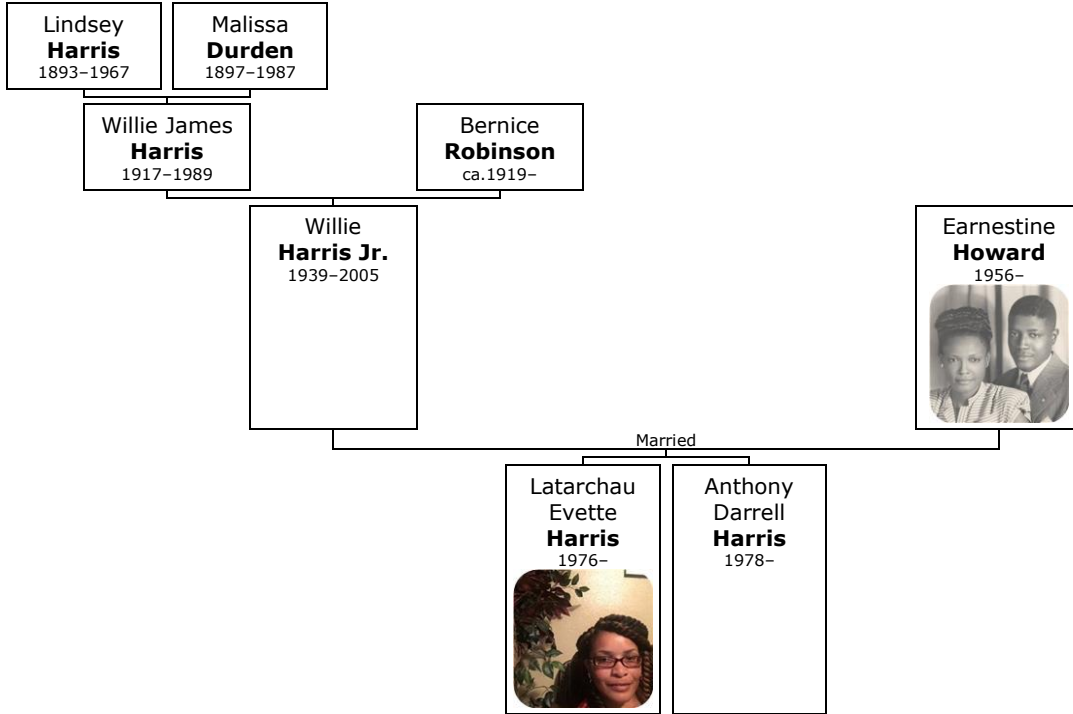 Lindsey
Harris
1893–1967
Malissa
Durden
1897–1987
Willie James
Harris
1917–1989
Bernice
Robinson
ca.1919–
Willie
Harris Jr.
1939–2005
Earnestine
Howard
1956–
Married
Latarchau
Evette
Harris
1976–
Anthony
Darrell
Harris
1978–